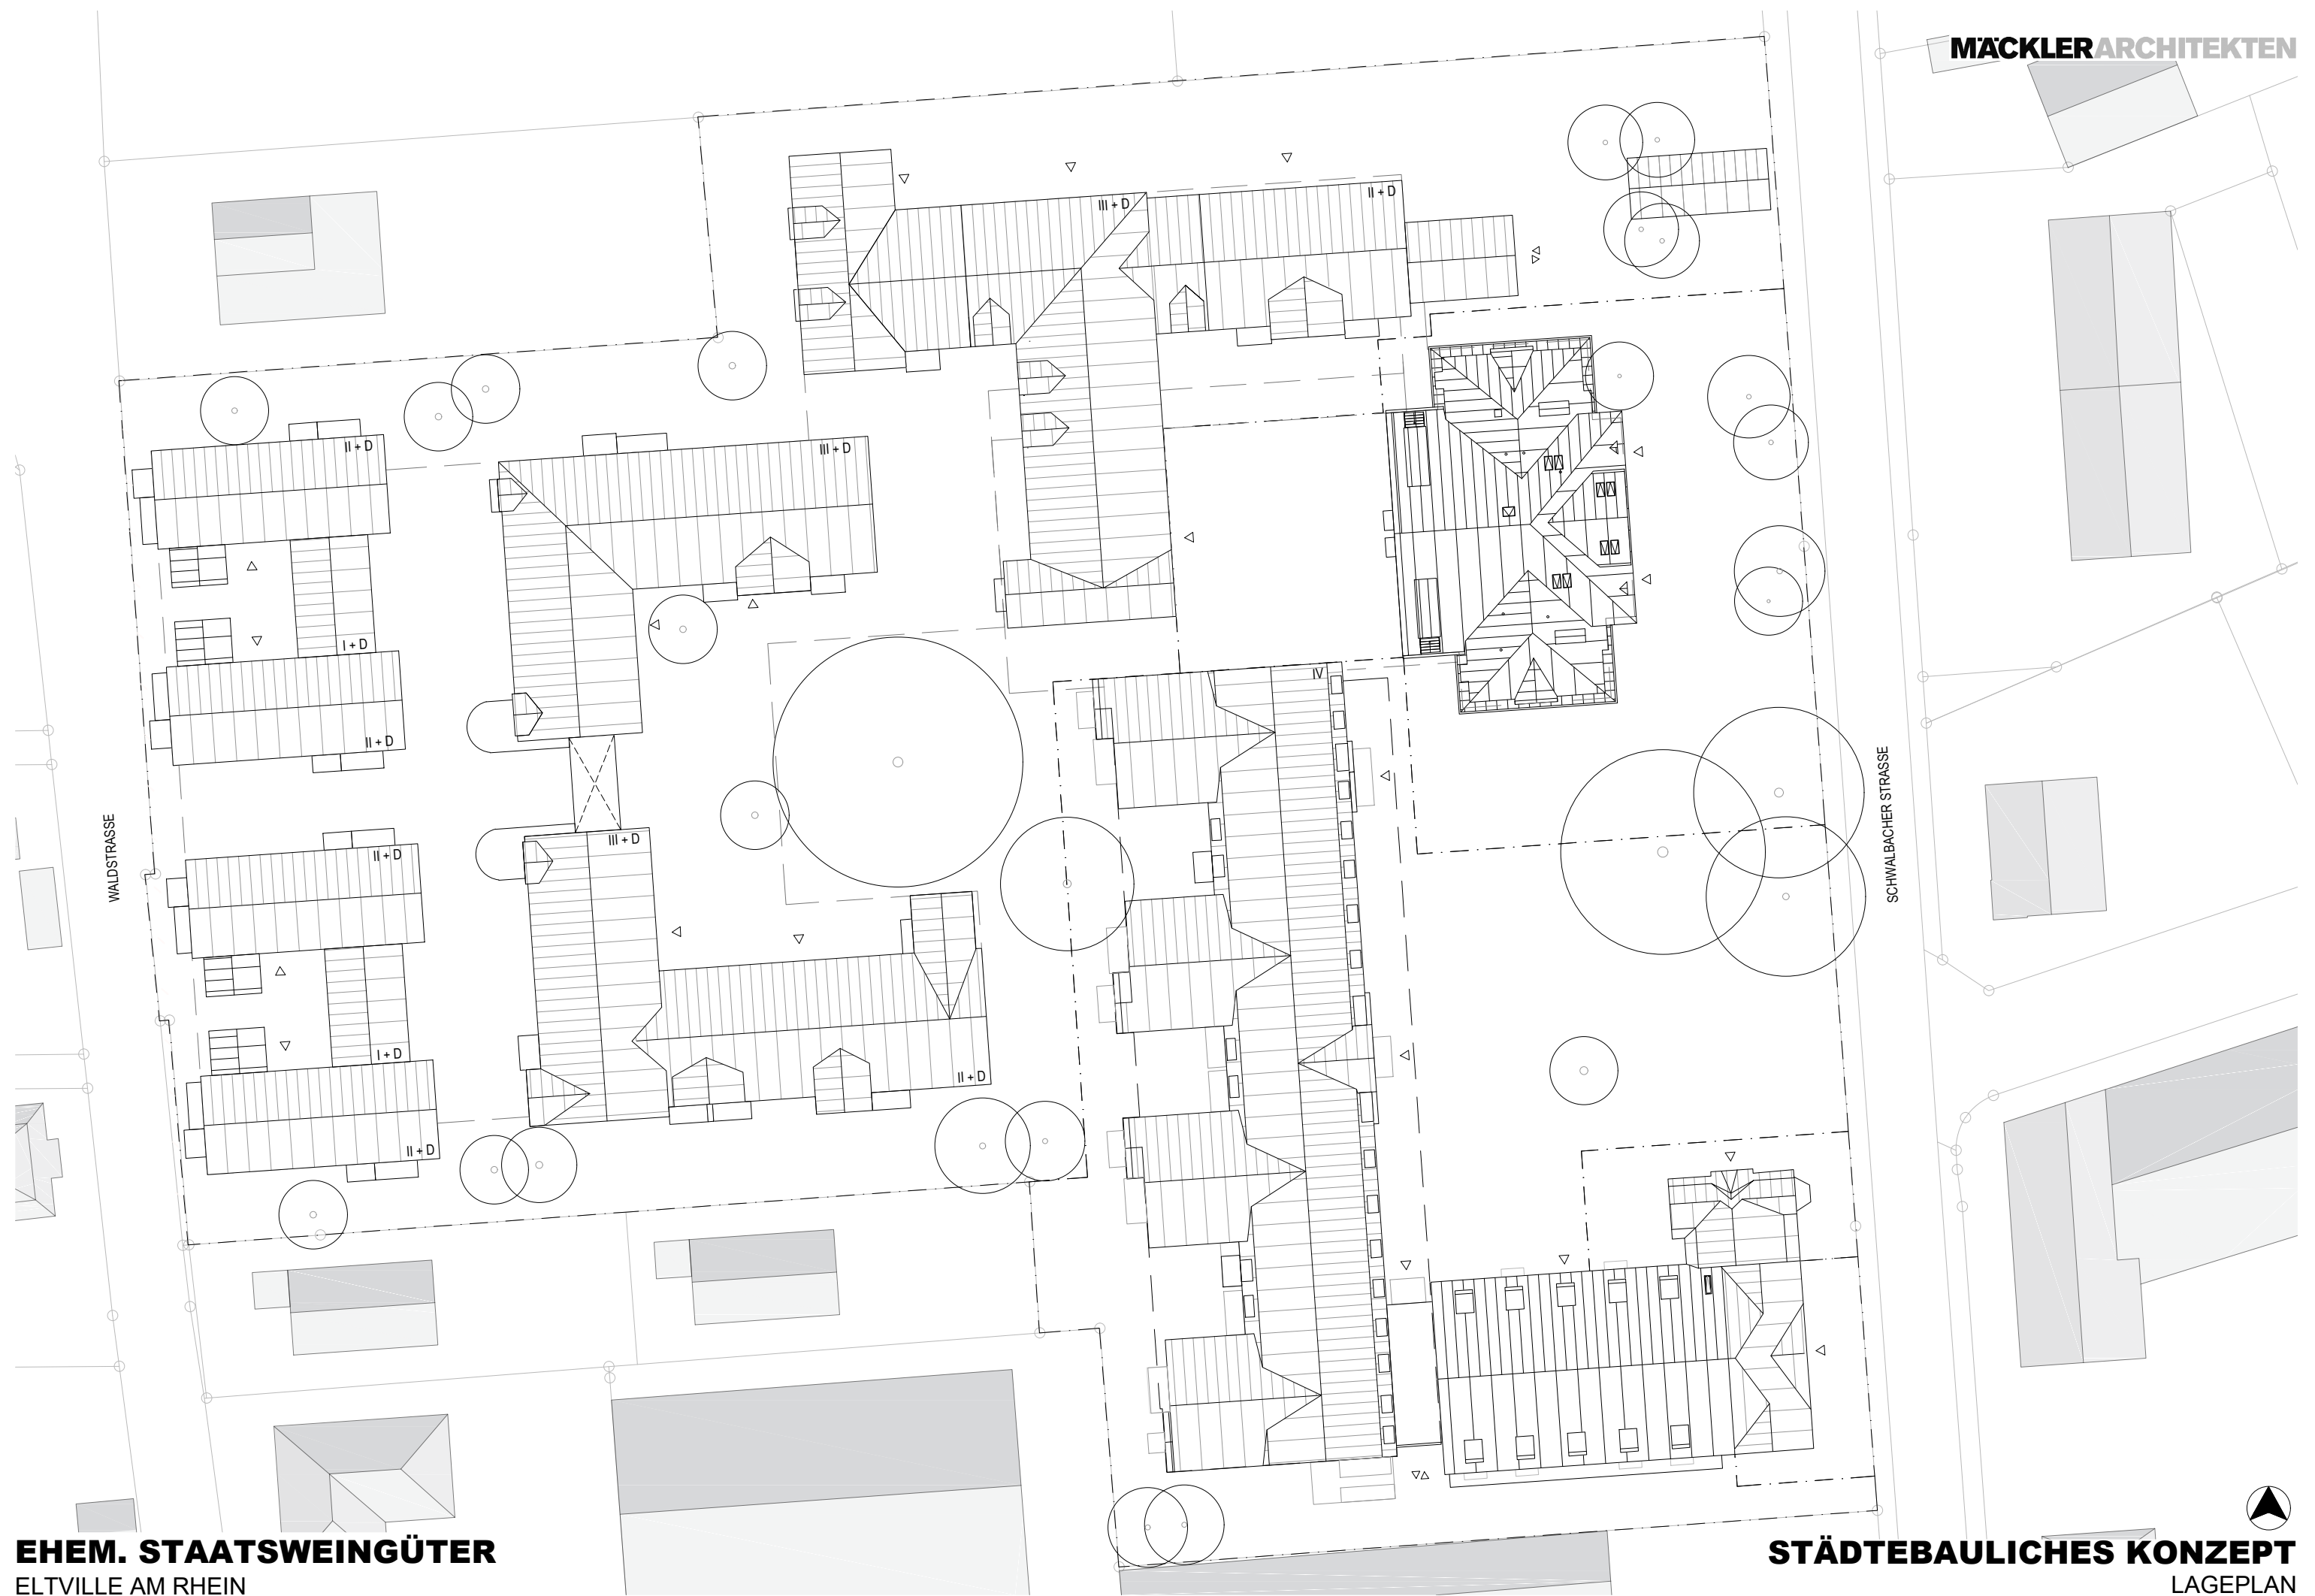 MÄCKLERARCHITEKTEN
III + D
II + D
II + D
III + D
I + D
IV
II + D
III + D
WALDSTRASSE
SCHWALBACHER STRASSE
II + D
I + D
II + D
II + D
EHEM. STAATSWEINGÜTER
ELTVILLE AM RHEIN
STÄDTEBAULICHES KONZEPT
LAGEPLAN